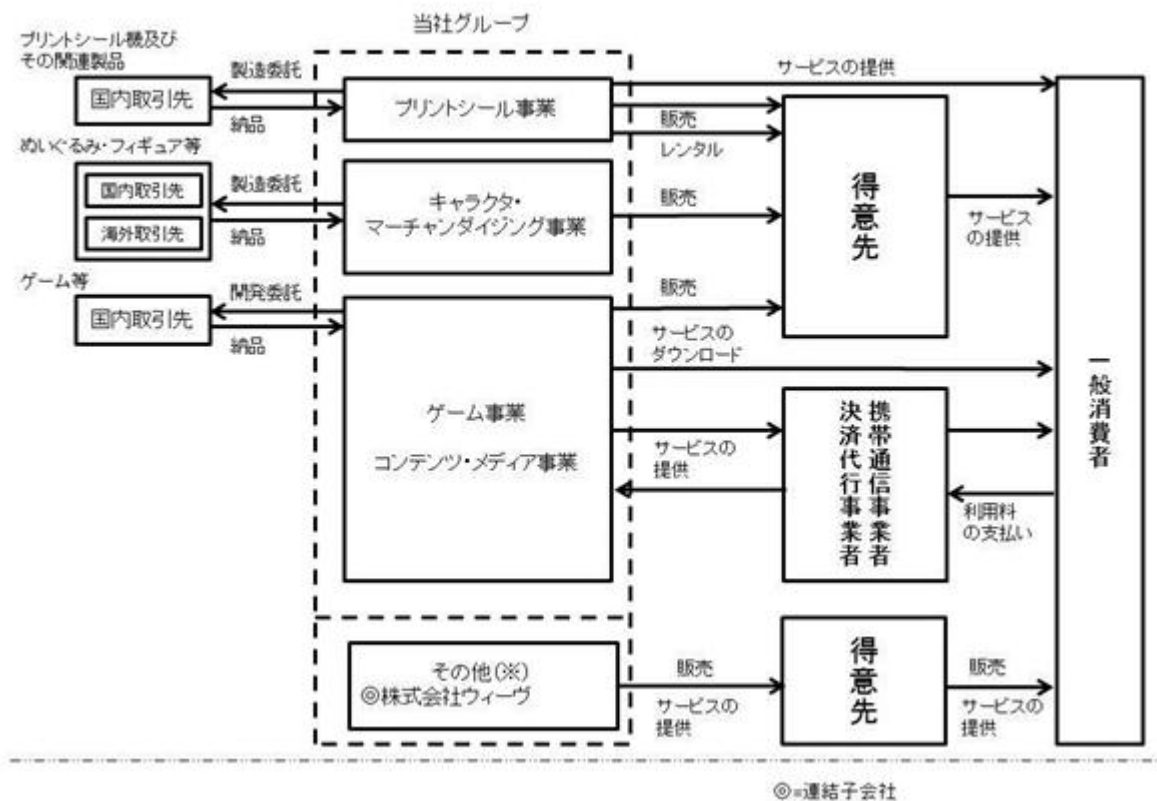 当社グループ
プリントシール機及び
その関連製品
国内取引先
製造委託
納品
プリントシール事業
サービスの提供
販売
レンタル
ぬいぐるみ・フィギュア等
国内取引先
海外取引先
製造委託
納品
キャラクタ・
マーチャンダイジング事業
販売
得意先
サービス
の提供
ゲーム等
国内取引先
開発委託
納品
販売
サービスの
ダウンロード
ゲーム事業
コンテンツ・メディア事業
サービスの
提供
携帯通信事業者
決済代行事業者
利用料
の支払い
一般消費者
その他(※)
◎株式会社ウィーヴ
販売
サービスの
提供
得意先
販売
サービスの
提供
◎=連結子会社